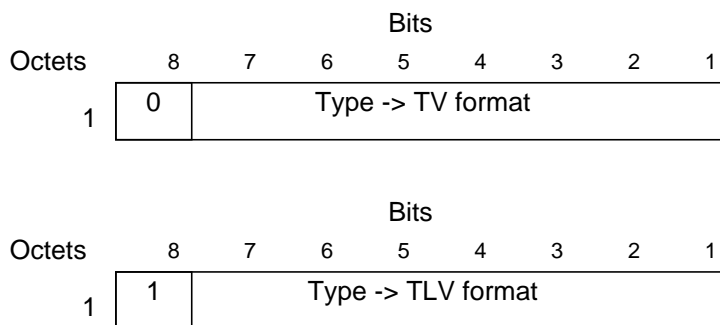 Bits
Octets 8 7 6 5 4 3 2 1
1 0 Type -> TV format
Bits
Octets 8 7 6 5 4 3 2 1
1 1 Type -> TLV format